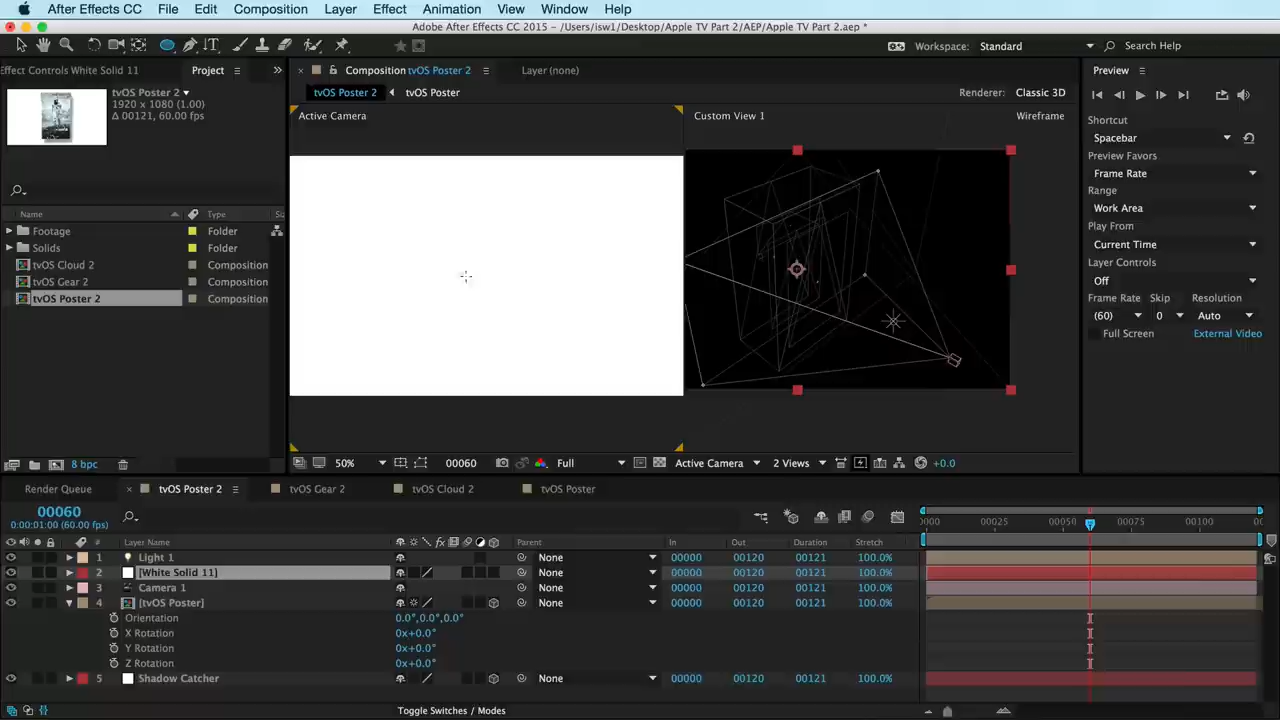 After Effects CC File Edit Composition Layer Effect Animation View Window Help
Adobe After Effects CC 2015 - /Users/isw1/Desktop/Apple TV Part 2/AEP/Apple TV Part 2.aep *
Workspace: Standard Search Help
Effect Controls White Solid 11 Project Composition tvOS Poster 2 Layer (none) Preview
tvOS Poster 2
1920 x 1080 (1.00)
Δ 00121, 60.00 fps
tvOS Poster 2 tvOS Poster Renderer: Classic 3D
Active Camera Custom View 1 Wireframe
Shortcut
Spacebar
Preview Favors
Frame Rate
Range
Work Area
Play From
Current Time
Layer Controls
Off
Frame Rate Skip Resolution
(60) 0 Auto
Full Screen External Video
Name Type
Footage Folder
Solids Folder
tvOS Cloud 2 Composition
tvOS Gear 2 Composition
tvOS Poster 2 Composition
8 bpc
50% 00060 Full Active Camera 2 Views +0.0
Render Queue tvOS Poster 2 tvOS Gear 2 tvOS Cloud 2 tvOS Poster
00060
0:00:01:00 (60.00 fps)
0000 00025 00050 00075 00100
# Layer Name Parent In Out Duration Stretch
1 Light 1 None 00000 00120 00121 100.0%
2 [White Solid 11] None 00000 00120 00121 100.0%
3 Camera 1 None 00000 00120 00121 100.0%
4 [tvOS Poster] None 00000 00120 00121 100.0%
Orientation 0.0°,0.0°,0.0°
X Rotation 0x+0.0°
Y Rotation 0x+0.0°
Z Rotation 0x+0.0°
5 Shadow Catcher None 00000 00120 00121 100.0%
Toggle Switches / Modes